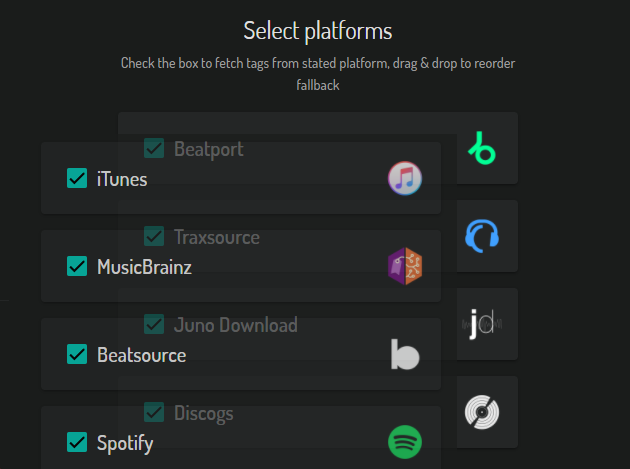 Select platforms
Check the box to fetch tags from stated platform, drag & drop to reorder
fallback
Beatport
iTunes
Traxsource
MusicBrainz
Juno Download
jd
Beatsource
Discogs
Spotify